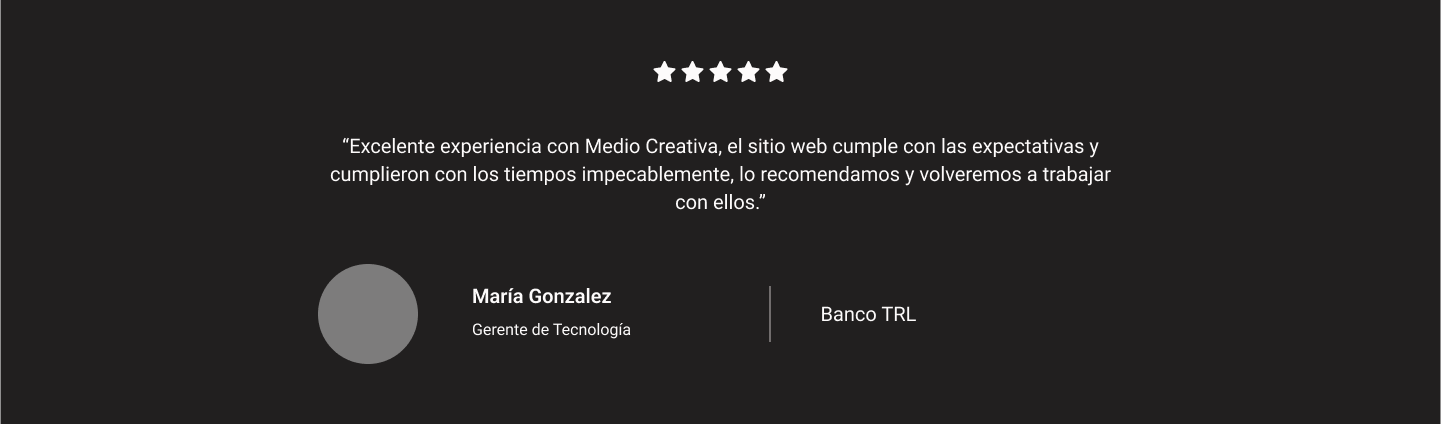 “Excelente experiencia con Medio Creativa, el sitio web cumple con las expectativas y
cumplieron con los tiempos impecablemente, lo recomendamos y volveremos a trabajar
con ellos.”
María Gonzalez
Gerente de Tecnología
Banco TRL